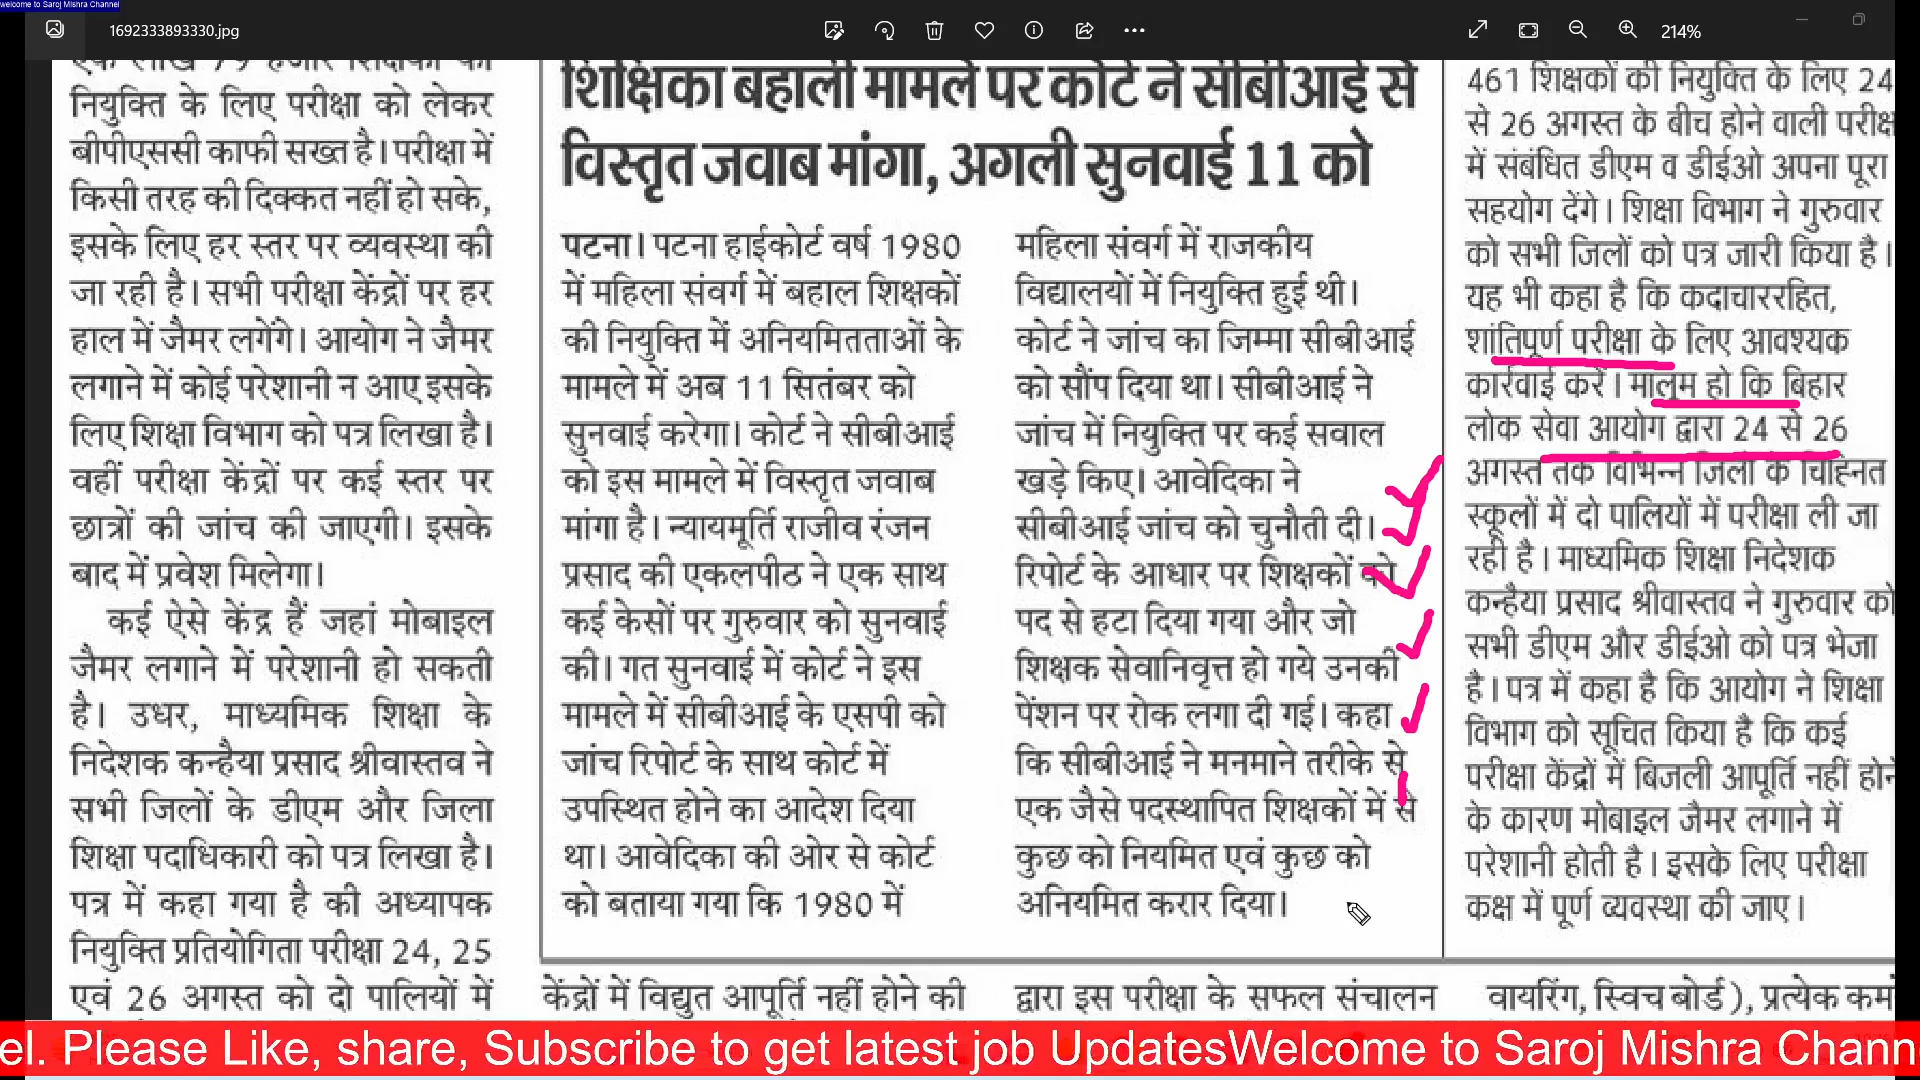 welcome to Saroj Mishra Channel
1692333893330.jpg
214%
नियुक्ति के लिए परीक्षा को लेकर
बीपीएससी काफी सख्त है। परीक्षा में
किसी तरह की दिक्कत नहीं हो सके,
इसके लिए हर स्तर पर व्यवस्था की
जा रही है। सभी परीक्षा केंद्रों पर हर
हाल में जैमर लगेंगे। आयोग ने जैमर
लगाने में कोई परेशानी न आए इसके
लिए शिक्षा विभाग को पत्र लिखा है।
वहीं परीक्षा केंद्रों पर कई स्तर पर
छात्रों की जांच की जाएगी। इसके
बाद में प्रवेश मिलेगा।
कई ऐसे केंद्र हैं जहां मोबाइल
जैमर लगाने में परेशानी हो सकती
है। उधर, माध्यमिक शिक्षा के
निदेशक कन्हैया प्रसाद श्रीवास्तव ने
सभी जिलों के डीएम और जिला
शिक्षा पदाधिकारी को पत्र लिखा है।
पत्र में कहा गया है की अध्यापक
नियुक्ति प्रतियोगिता परीक्षा 24, 25
एवं 26 अगस्त को दो पालियों में
शिक्षिका बहाली मामले पर कोर्ट ने सीबीआई से
विस्तृत जवाब मांगा, अगली सुनवाई 11 को
पटना। पटना हाईकोर्ट वर्ष 1980
में महिला संवर्ग में बहाल शिक्षकों
की नियुक्ति में अनियमितताओं के
मामले में अब 11 सितंबर को
सुनवाई करेगा। कोर्ट ने सीबीआई
को इस मामले में विस्तृत जवाब
मांगा है। न्यायमूर्ति राजीव रंजन
प्रसाद की एकलपीठ ने एक साथ
कई केसों पर गुरुवार को सुनवाई
की। गत सुनवाई में कोर्ट ने इस
मामले में सीबीआई के एसपी को
जांच रिपोर्ट के साथ कोर्ट में
उपस्थित होने का आदेश दिया
था। आवेदिका की ओर से कोर्ट
को बताया गया कि 1980 में
महिला संवर्ग में राजकीय
विद्यालयों में नियुक्ति हुई थी।
कोर्ट ने जांच का जिम्मा सीबीआई
को सौंप दिया था। सीबीआई ने
जांच में नियुक्ति पर कई सवाल
खड़े किए। आवेदिका ने
सीबीआई जांच को चुनौती दी।
रिपोर्ट के आधार पर शिक्षकों को
पद से हटा दिया गया और जो
शिक्षक सेवानिवृत्त हो गये उनकी
पेंशन पर रोक लगा दी गई। कहा
कि सीबीआई ने मनमाने तरीके से
एक जैसे पदस्थापित शिक्षकों में से
कुछ को नियमित एवं कुछ को
अनियमित करार दिया।
461 शिक्षकों की नियुक्ति के लिए 24
से 26 अगस्त के बीच होने वाली परीक्ष
में संबंधित डीएम व डीईओ अपना पूरा
सहयोग देंगे। शिक्षा विभाग ने गुरुवार
को सभी जिलों को पत्र जारी किया है।
यह भी कहा है कि कदाचाररहित,
शांतिपूर्ण परीक्षा के लिए आवश्यक
कार्रवाई करें। मालूम हो कि बिहार
लोक सेवा आयोग द्वारा 24 से 26
अगस्त तक विभिन्न जिलों के चिह्नित
स्कूलों में दो पालियों में परीक्षा ली जा
रही है। माध्यमिक शिक्षा निदेशक
कन्हैया प्रसाद श्रीवास्तव ने गुरुवार को
सभी डीएम और डीईओ को पत्र भेजा
है। पत्र में कहा है कि आयोग ने शिक्षा
विभाग को सूचित किया है कि कई
परीक्षा केंद्रों में बिजली आपूर्ति नहीं होने
के कारण मोबाइल जैमर लगाने में
परेशानी होती है। इसके लिए परीक्षा
कक्ष में पूर्ण व्यवस्था की जाए।
केंद्रों में विद्युत आपूर्ति नहीं होने की
द्वारा इस परीक्षा के सफल संचालन
वायरिंग, स्विच बोर्ड), प्रत्येक कम
el. Please Like, share, Subscribe to get latest job UpdatesWelcome to Saroj Mishra Chann